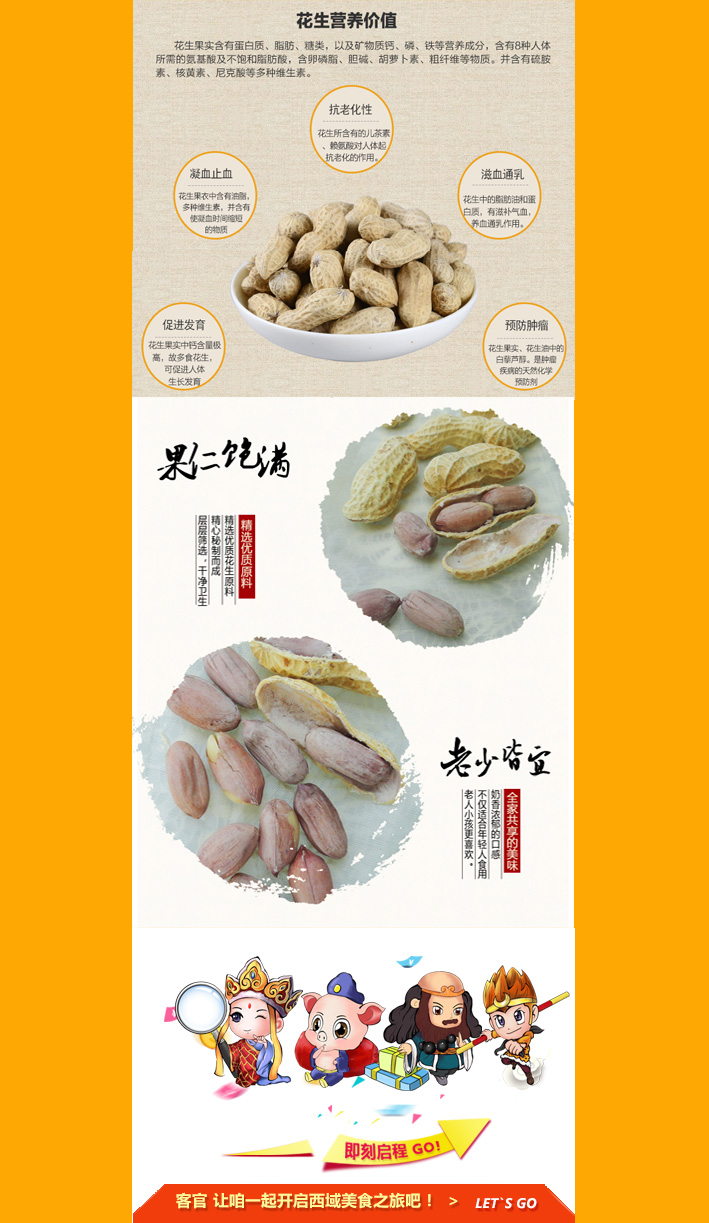 花生营养价值
花生果实含有蛋白质、脂肪、糖类，以及矿物质钙、磷、铁等营养成分，含有8种人体
所需的氨基酸及不饱和脂肪酸，含卵磷脂、胆碱、胡萝卜素、粗纤维等物质。并含有硫胺
素、核黄素、尼克酸等多种维生素。
抗老化性
花生所含有的儿茶素
、赖氨酸对人体起
抗老化的作用。
凝血止血
花生果衣中含有油脂，
多种维生素，并含有
使凝血时间缩短
的物质
滋血通乳
花生中的脂肪油和蛋
白质，有滋补气血，
养血通乳作用。
促进发育
花生果实中钙含量极
高，故多食花生，
可促进人体
生长发育
预防肿瘤
花生果实、花生油中的
白藜芦醇。是肿瘤
疾病的天然化学
预防剂
果仁饱满
精选优质原料
精选优质花生原料
精心秘制而成
层层筛选，干净卫生
老少皆宜
全家共享的美味
奶香浓郁的口感
不仅适合年轻人食用
老人小孩更喜欢。
即刻启程 GO!
客官 让咱一起开启西域美食之旅吧！ > LET`S GO